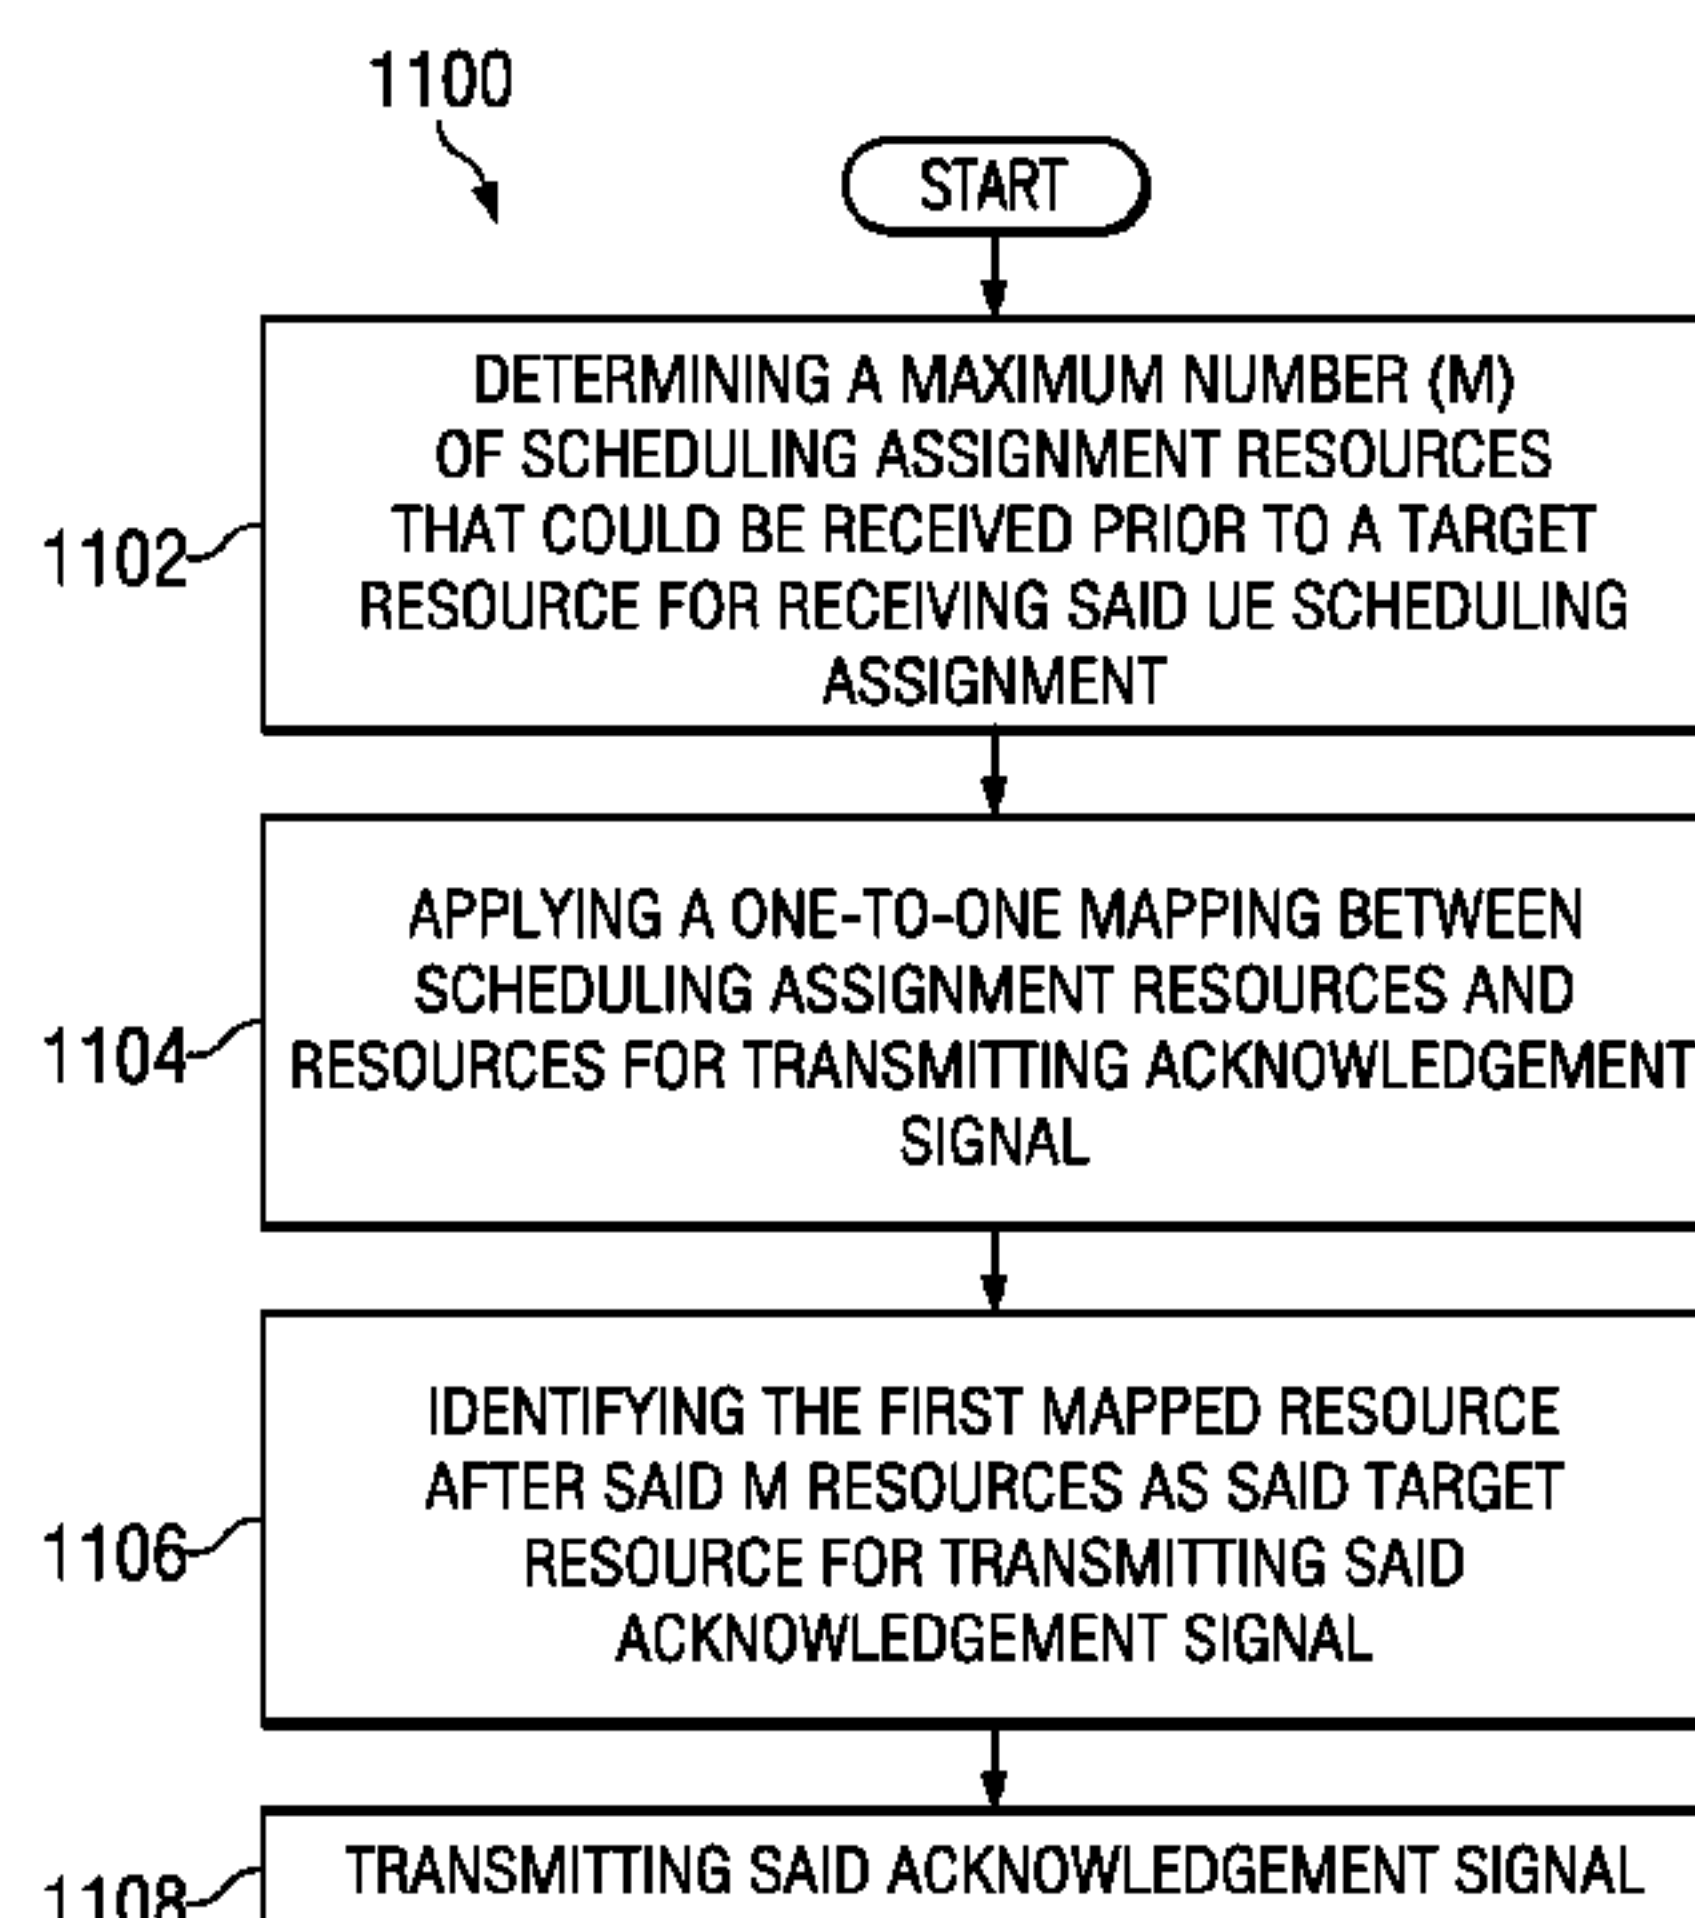 1100
START
DETERMINING A MAXIMUM NUMBER (M)
OF SCHEDULING ASSIGNMENT RESOURCES
THAT COULD BE RECEIVED PRIOR TO A TARGET
RESOURCE FOR RECEIVING SAID UE SCHEDULING
ASSIGNMENT
1102
APPLYING A ONE-TO-ONE MAPPING BETWEEN
SCHEDULING ASSIGNMENT RESOURCES AND
RESOURCES FOR TRANSMITTING ACKNOWLEDGEMENT
SIGNAL
1104
IDENTIFYING THE FIRST MAPPED RESOURCE
AFTER SAID M RESOURCES AS SAID TARGET
RESOURCE FOR TRANSMITTING SAID
ACKNOWLEDGEMENT SIGNAL
1106
TRANSMITTING SAID ACKNOWLEDGEMENT SIGNAL
1108